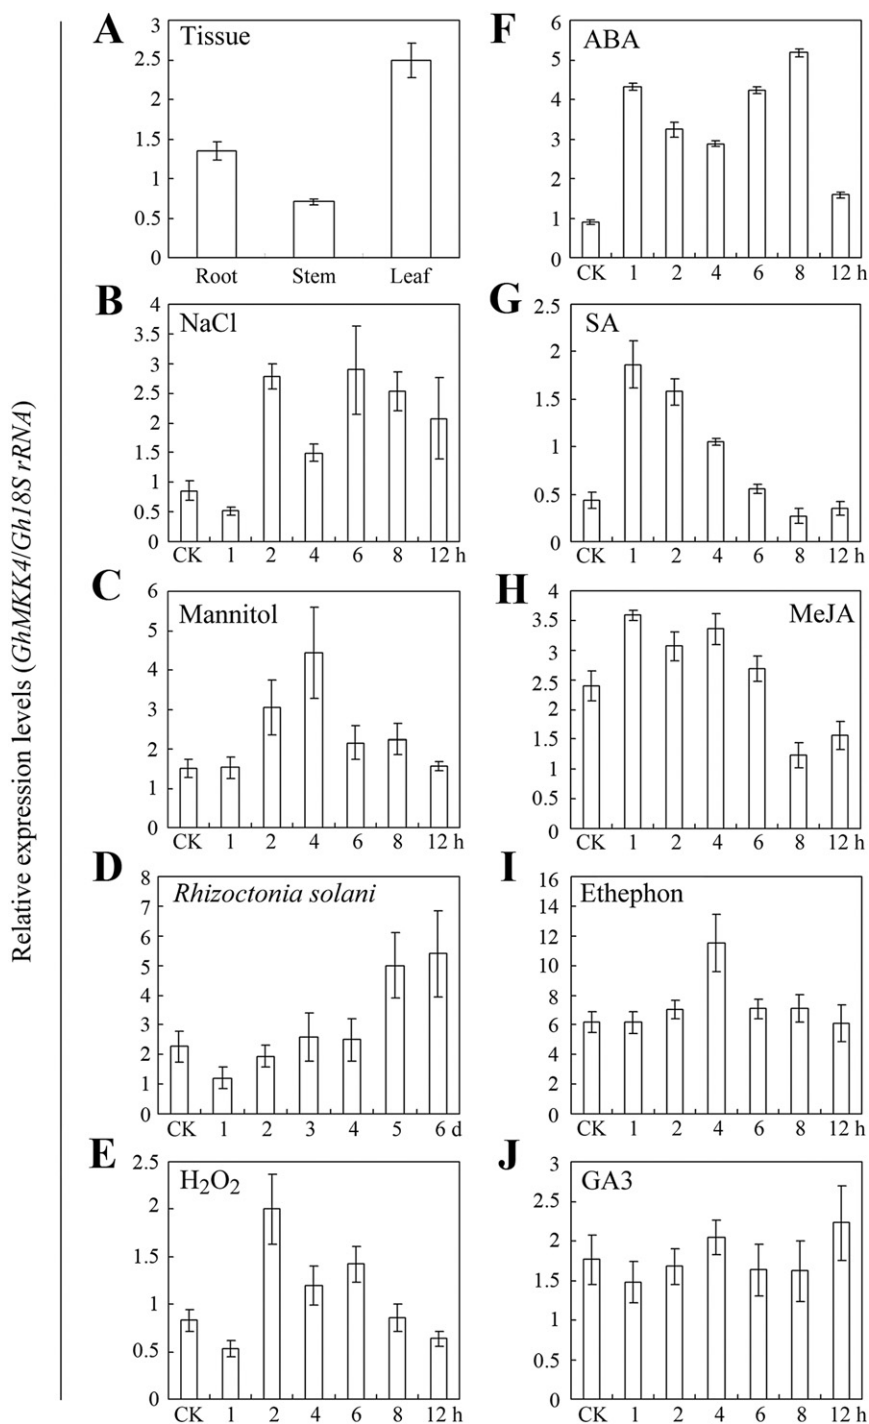 Relative expression levels (GhMKK4/Gh18S rRNA)
A
Tissue
3
2.5
2
1.5
1
0.5
0
Root Stem Leaf
B
NaCl
4
3.5
3
2.5
2
1.5
1
0.5
0
CK 1 2 4 6 8 12 h
C
Mannitol
6
5
4
3
2
1
0
CK 1 2 4 6 8 12 h
D
Rhizoctonia solani
8
7
6
5
4
3
2
1
0
CK 1 2 3 4 5 6 d
E
H2O2
2.5
2
1.5
1
0.5
0
CK 1 2 4 6 8 12 h
F
ABA
6
5
4
3
2
1
0
CK 1 2 4 6 8 12 h
G
SA
2.5
2
1.5
1
0.5
0
CK 1 2 4 6 8 12 h
H
MeJA
4
3.5
3
2.5
2
1.5
1
0.5
0
CK 1 2 4 6 8 12 h
I
Ethephon
16
14
12
10
8
6
4
2
0
CK 1 2 4 6 8 12 h
J
GA3
3
2.5
2
1.5
1
0.5
0
CK 1 2 4 6 8 12 h